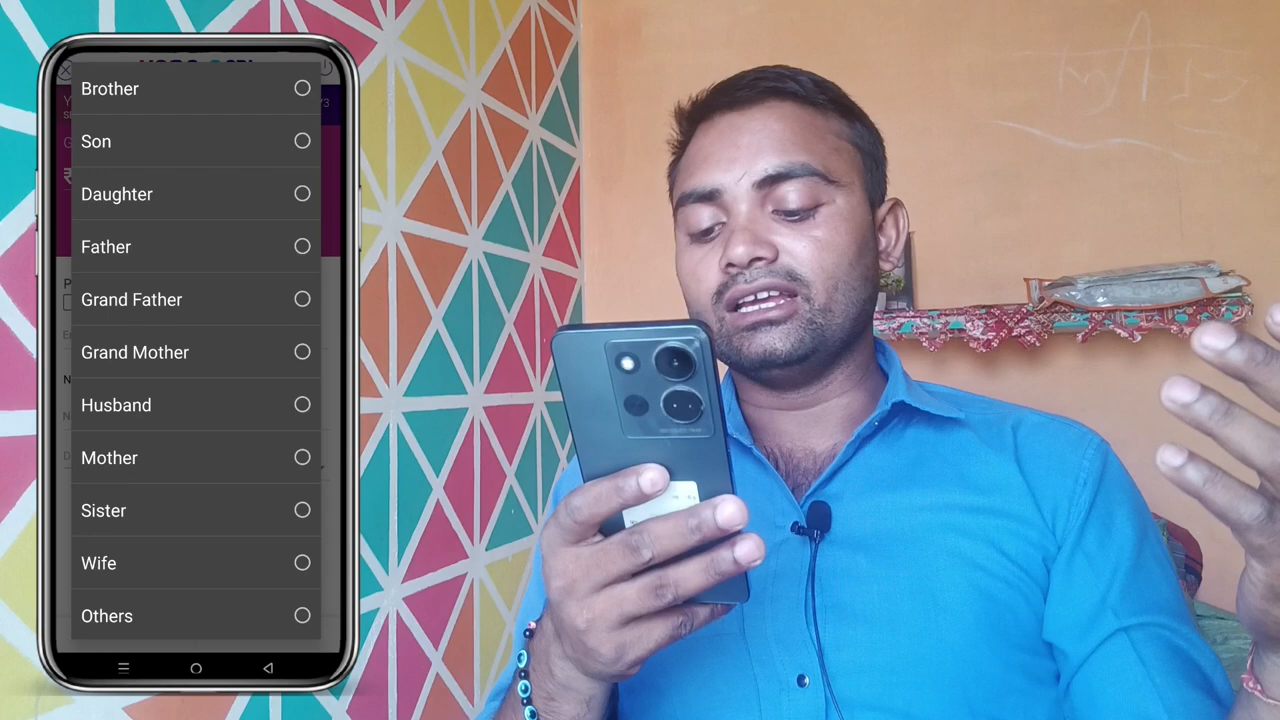 Brother
Son
Daughter
Father
Grand Father
Grand Mother
Husband
Mother
Sister
Wife
Others